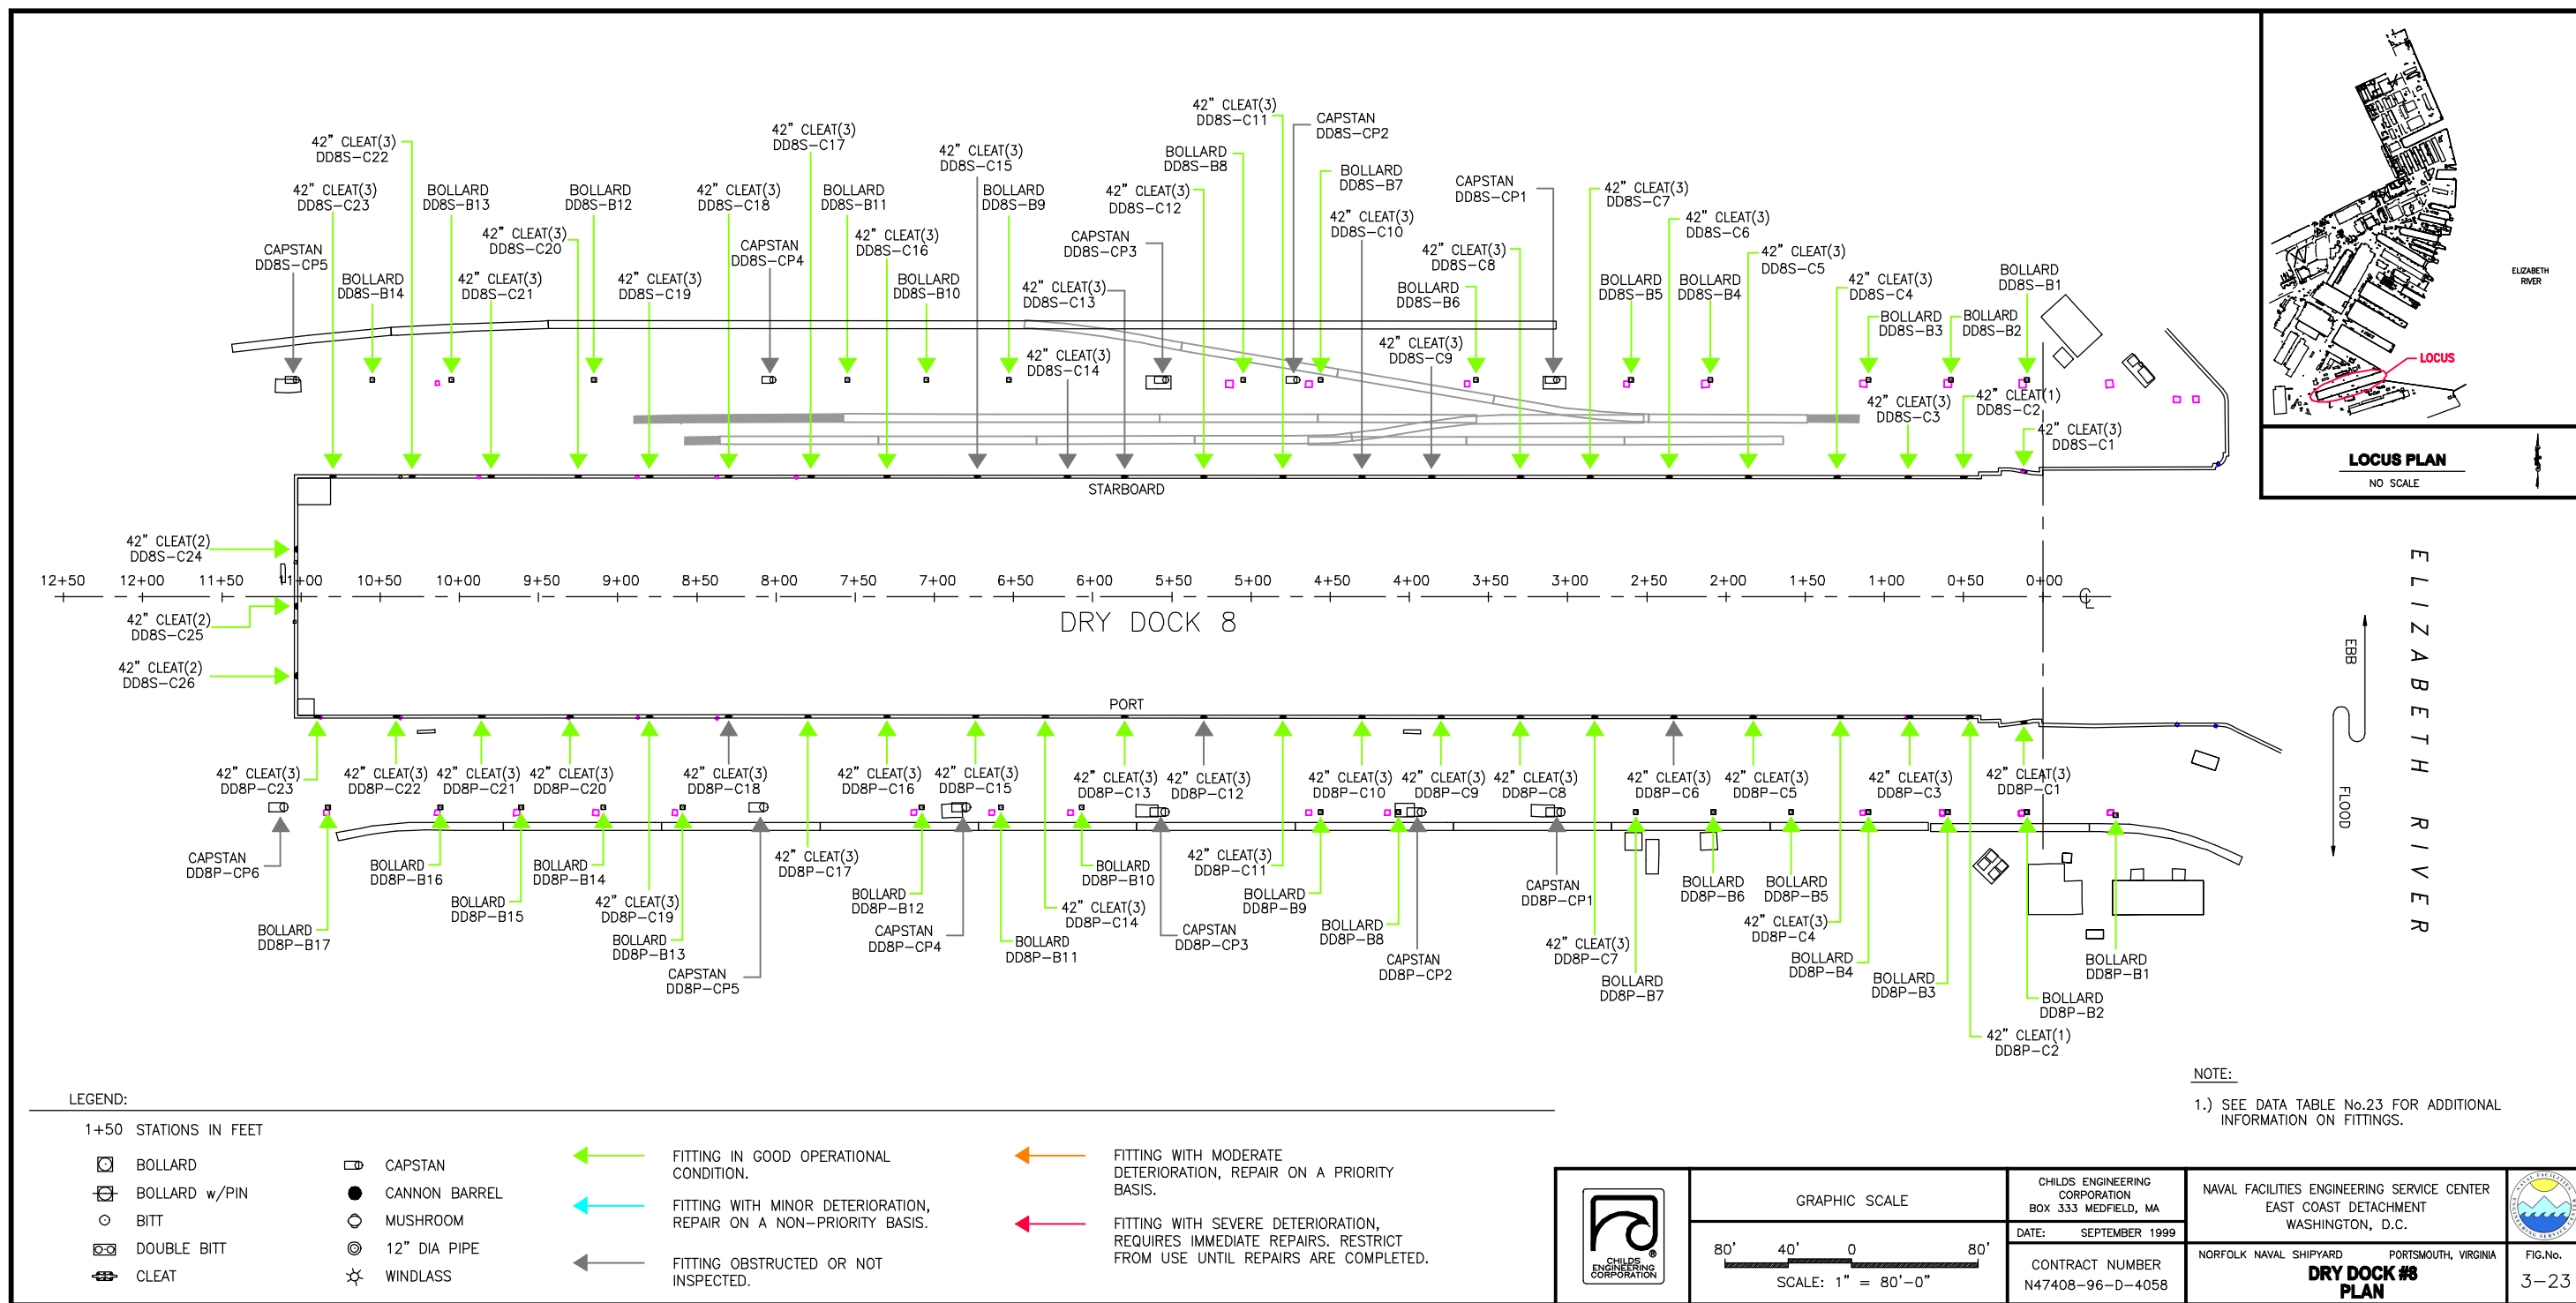 42" CLEAT(3)
DD8S-C22
42" CLEAT(3)
DD8S-C23
BOLLARD
DD8S-B13
42" CLEAT(3)
DD8S-C20
BOLLARD
DD8S-B12
CAPSTAN
DD8S-CP5
BOLLARD
DD8S-B14
42" CLEAT(3)
DD8S-C21
42" CLEAT(3)
DD8S-C19
42" CLEAT(3)
DD8S-C18
CAPSTAN
DD8S-CP4
42" CLEAT(3)
DD8S-C17
BOLLARD
DD8S-B11
42" CLEAT(3)
DD8S-C16
BOLLARD
DD8S-B10
42" CLEAT(3)
DD8S-C15
BOLLARD
DD8S-B9
42" CLEAT(3)
DD8S-C13
42" CLEAT(3)
DD8S-C14
CAPSTAN
DD8S-CP3
42" CLEAT(3)
DD8S-C12
BOLLARD
DD8S-B8
42" CLEAT(3)
DD8S-C11
CAPSTAN
DD8S-CP2
BOLLARD
DD8S-B7
42" CLEAT(3)
DD8S-C10
42" CLEAT(3)
DD8S-C9
BOLLARD
DD8S-B6
42" CLEAT(3)
DD8S-C8
CAPSTAN
DD8S-CP1
42" CLEAT(3)
DD8S-C7
42" CLEAT(3)
DD8S-C6
BOLLARD
DD8S-B5
BOLLARD
DD8S-B4
42" CLEAT(3)
DD8S-C5
42" CLEAT(3)
DD8S-C4
BOLLARD
DD8S-B3
BOLLARD
DD8S-B2
BOLLARD
DD8S-B1
42" CLEAT(3)
DD8S-C3
42" CLEAT(1)
DD8S-C2
42" CLEAT(3)
DD8S-C1
ELIZABETH
RIVER
LOCUS
LOCUS PLAN
NO SCALE
STARBOARD
42" CLEAT(2)
DD8S-C24
12+50 12+00 11+50 11+00 10+50 10+00 9+50 9+00 8+50 8+00 7+50 7+00 6+50 6+00 5+50 5+00 4+50 4+00 3+50 3+00 2+50 2+00 1+50 1+00 0+50 0+00
42" CLEAT(2)
DD8S-C25
DRY DOCK 8
42" CLEAT(2)
DD8S-C26
PORT
EBB
FLOOD
ELIZABETH RIVER
42" CLEAT(3)
DD8P-C23
42" CLEAT(3)
DD8P-C22
42" CLEAT(3)
DD8P-C21
42" CLEAT(3)
DD8P-C20
42" CLEAT(3)
DD8P-C18
42" CLEAT(3)
DD8P-C16
42" CLEAT(3)
DD8P-C15
42" CLEAT(3)
DD8P-C13
42" CLEAT(3)
DD8P-C12
42" CLEAT(3)
DD8P-C10
42" CLEAT(3)
DD8P-C9
42" CLEAT(3)
DD8P-C8
42" CLEAT(3)
DD8P-C6
42" CLEAT(3)
DD8P-C5
42" CLEAT(3)
DD8P-C3
42" CLEAT(3)
DD8P-C1
CAPSTAN
DD8P-CP6
BOLLARD
DD8P-B17
BOLLARD
DD8P-B16
BOLLARD
DD8P-B15
BOLLARD
DD8P-B14
42" CLEAT(3)
DD8P-C19
BOLLARD
DD8P-B13
CAPSTAN
DD8P-CP5
42" CLEAT(3)
DD8P-C17
BOLLARD
DD8P-B12
CAPSTAN
DD8P-CP4
BOLLARD
DD8P-B11
42" CLEAT(3)
DD8P-C14
BOLLARD
DD8P-B10
CAPSTAN
DD8P-CP3
42" CLEAT(3)
DD8P-C11
BOLLARD
DD8P-B9
BOLLARD
DD8P-B8
CAPSTAN
DD8P-CP2
CAPSTAN
DD8P-CP1
42" CLEAT(3)
DD8P-C7
BOLLARD
DD8P-B7
BOLLARD
DD8P-B6
BOLLARD
DD8P-B5
42" CLEAT(3)
DD8P-C4
BOLLARD
DD8P-B4
BOLLARD
DD8P-B3
BOLLARD
DD8P-B2
42" CLEAT(1)
DD8P-C2
BOLLARD
DD8P-B1
NOTE:
1.) SEE DATA TABLE No.23 FOR ADDITIONAL
INFORMATION ON FITTINGS.
LEGEND:
1+50 STATIONS IN FEET
BOLLARD
BOLLARD w/PIN
BITT
DOUBLE BITT
CLEAT
CAPSTAN
CANNON BARREL
MUSHROOM
12" DIA PIPE
WINDLASS
FITTING IN GOOD OPERATIONAL
CONDITION.
FITTING WITH MINOR DETERIORATION,
REPAIR ON A NON-PRIORITY BASIS.
FITTING OBSTRUCTED OR NOT
INSPECTED.
FITTING WITH MODERATE
DETERIORATION, REPAIR ON A PRIORITY
BASIS.
FITTING WITH SEVERE DETERIORATION,
REQUIRES IMMEDIATE REPAIRS. RESTRICT
FROM USE UNTIL REPAIRS ARE COMPLETED.
CHILDS
ENGINEERING
CORPORATION
®
GRAPHIC SCALE
80' 40' 0 80'
SCALE: 1" = 80'-0"
CHILDS ENGINEERING
CORPORATION
BOX 333 MEDFIELD, MA
DATE: SEPTEMBER 1999
CONTRACT NUMBER
N47408-96-D-4058
NAVAL FACILITIES ENGINEERING SERVICE CENTER
EAST COAST DETACHMENT
WASHINGTON, D.C.
NORFOLK NAVAL SHIPYARD PORTSMOUTH, VIRGINIA
DRY DOCK #8
PLAN
FIG.No.
3-23